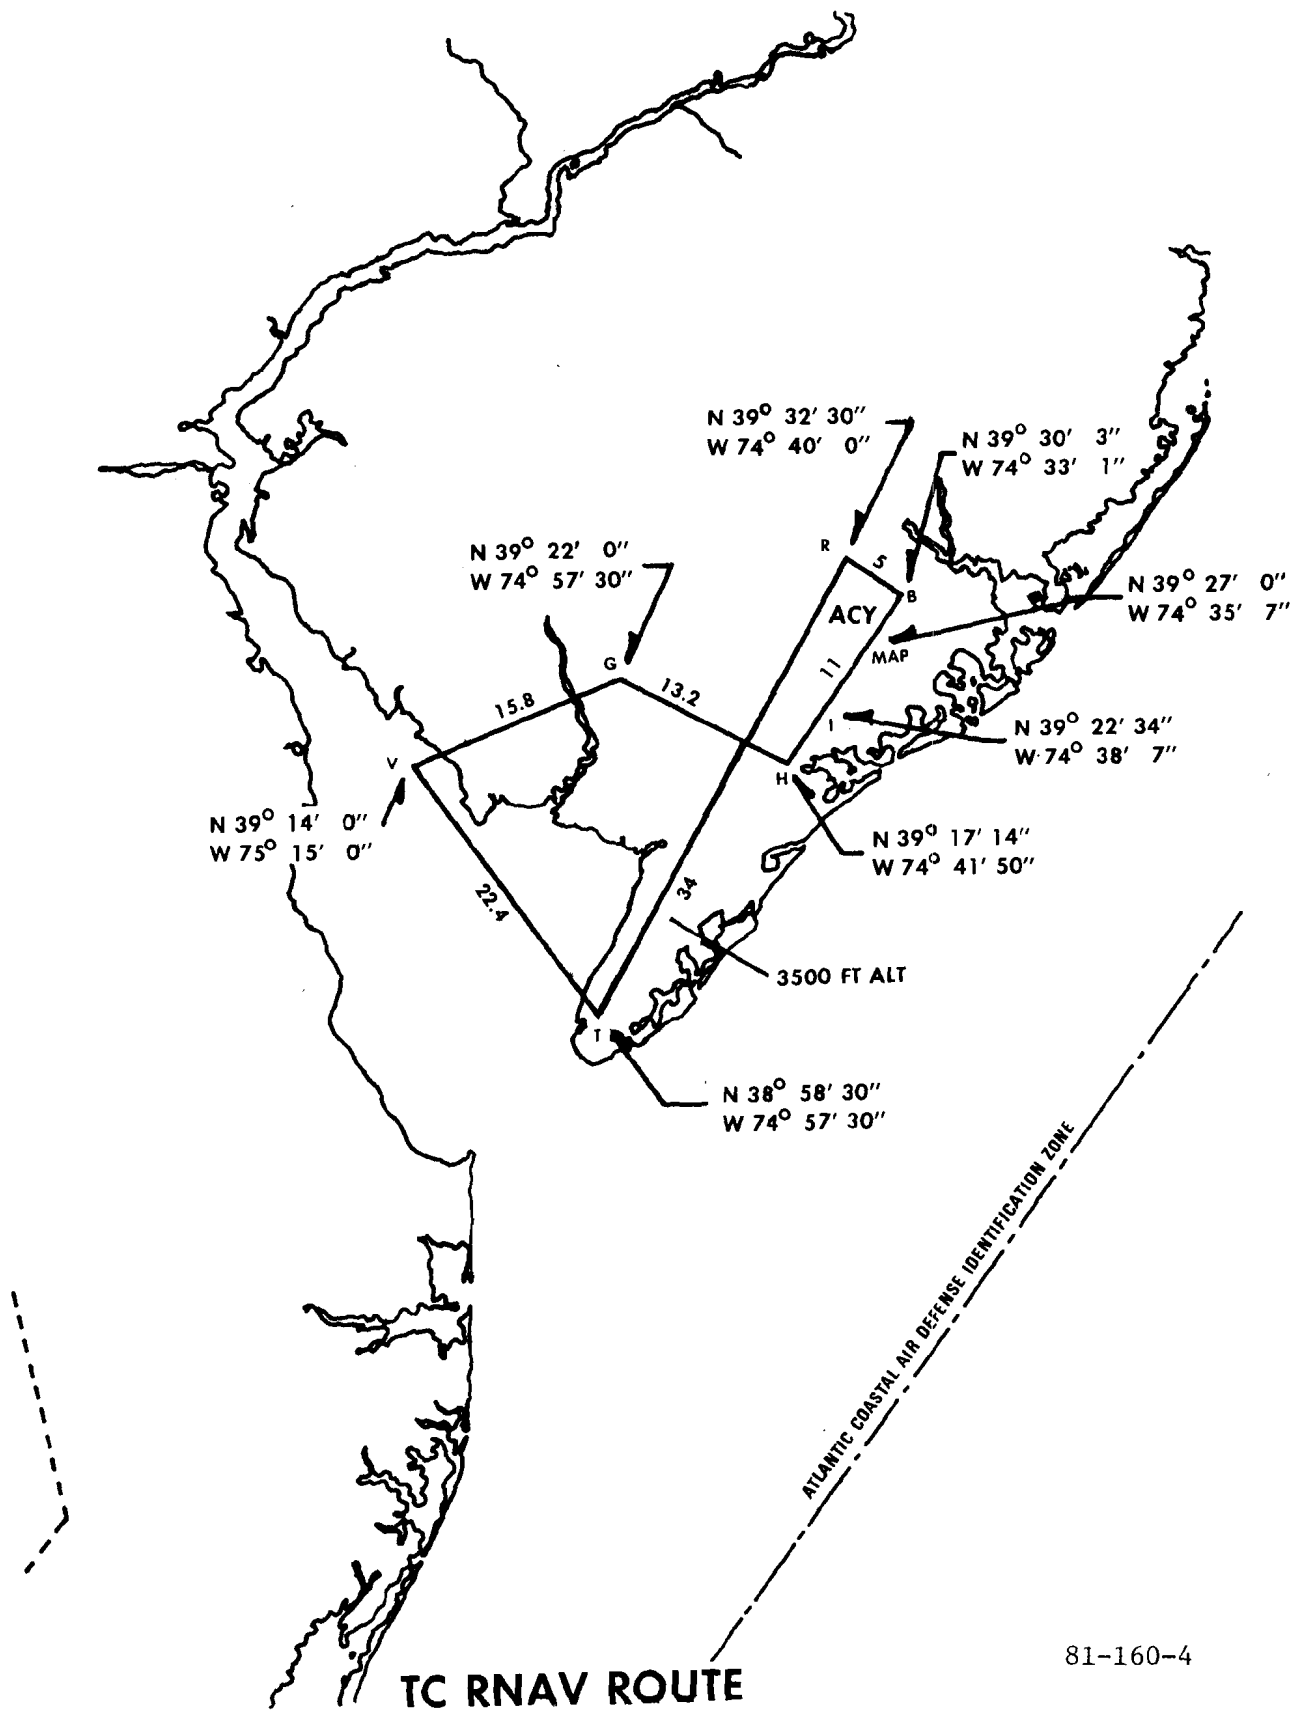 N 39° 32' 30"
W 74° 40' 0"
N 39° 30' 3"
W 74° 33' 1"
N 39° 22' 0"
W 74° 57' 30"
R
5
B
ACY
N 39° 27' 0"
W 74° 35' 7"
MAP
G
11
13.2
15.8
I
N 39° 22' 34"
W 74° 38' 7"
V
H
N 39° 14' 0"
W 75° 15' 0"
N 39° 17' 14"
W 74° 41' 50"
34
22.4
3500 FT ALT
T
N 38° 58' 30"
W 74° 57' 30"
ATLANTIC COASTAL AIR DEFENSE IDENTIFICATION ZONE
81-160-4
TC RNAV ROUTE